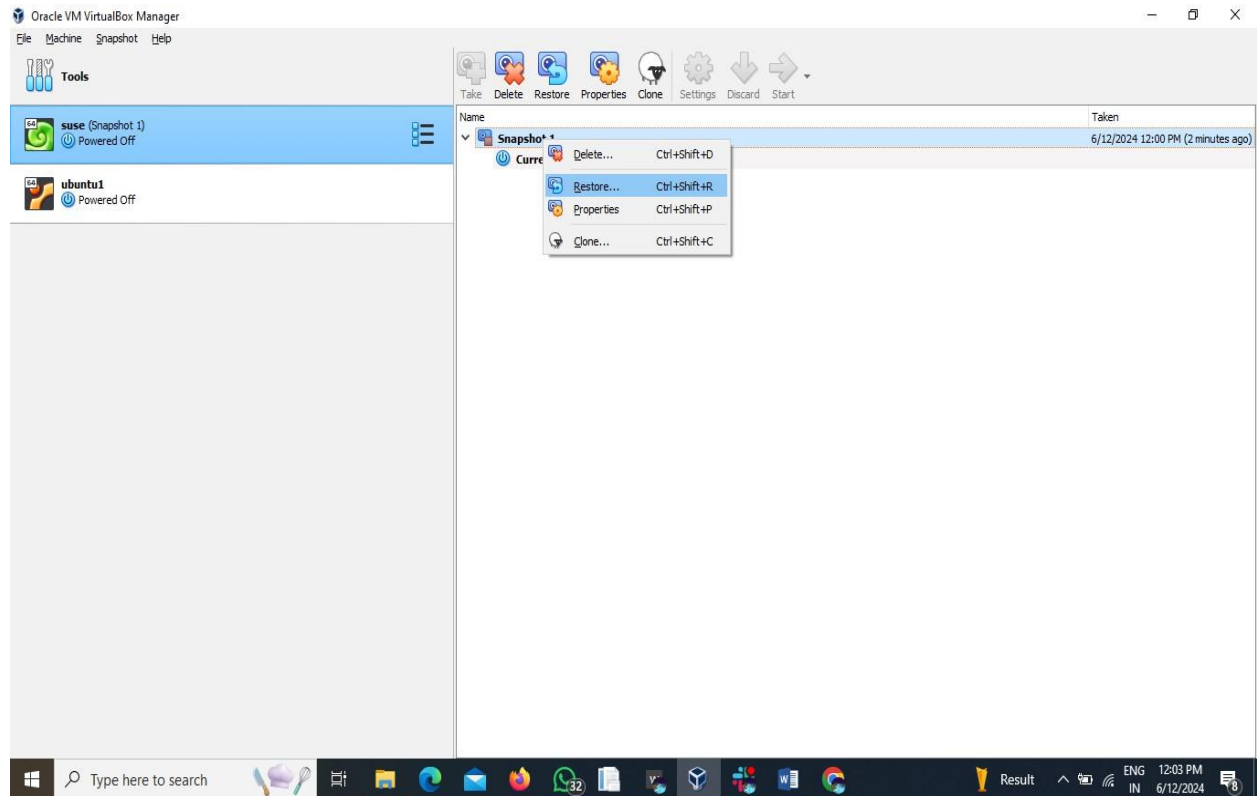 Oracle VM VirtualBox Manager
File Machine Snapshot Help
Tools
Take Delete Restore Properties Clone Settings Discard Start
64
suse (Snapshot 1)
Powered Off
64
ubuntu1
Powered Off
Name Taken
Snapshot 1 6/12/2024 12:00 PM (2 minutes ago)
Curre
Delete... Ctrl+Shift+D
Restore... Ctrl+Shift+R
Properties Ctrl+Shift+P
Clone... Ctrl+Shift+C
Type here to search
32
Result
ENG 12:03 PM
IN 6/12/2024
8